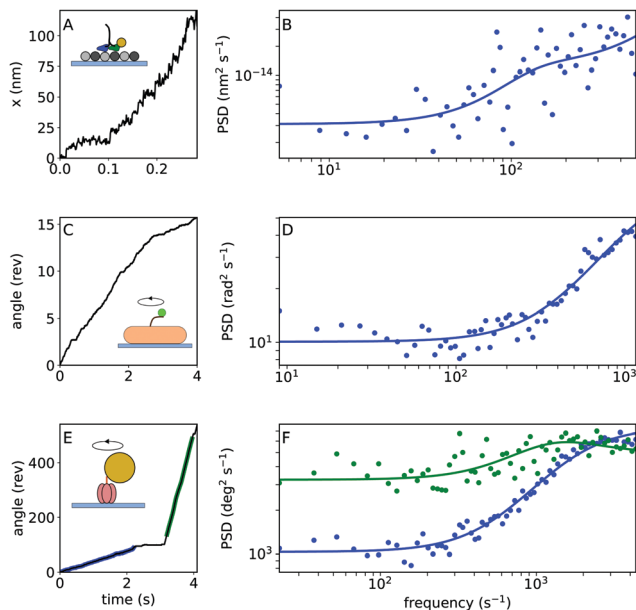 A
100
75
50
25
0
x (nm)
0.0 0.1 0.2
B
10⁻¹⁴
PSD (nm² s⁻¹)
10¹ 10²
C
15
10
5
0
angle (rev)
0 2 4
D
10¹
PSD (rad² s⁻¹)
10¹ 10² 10³
E
400
200
0
angle (rev)
0 2 4
time (s)
F
10³
PSD (deg² s⁻¹)
10² 10³
frequency (s⁻¹)